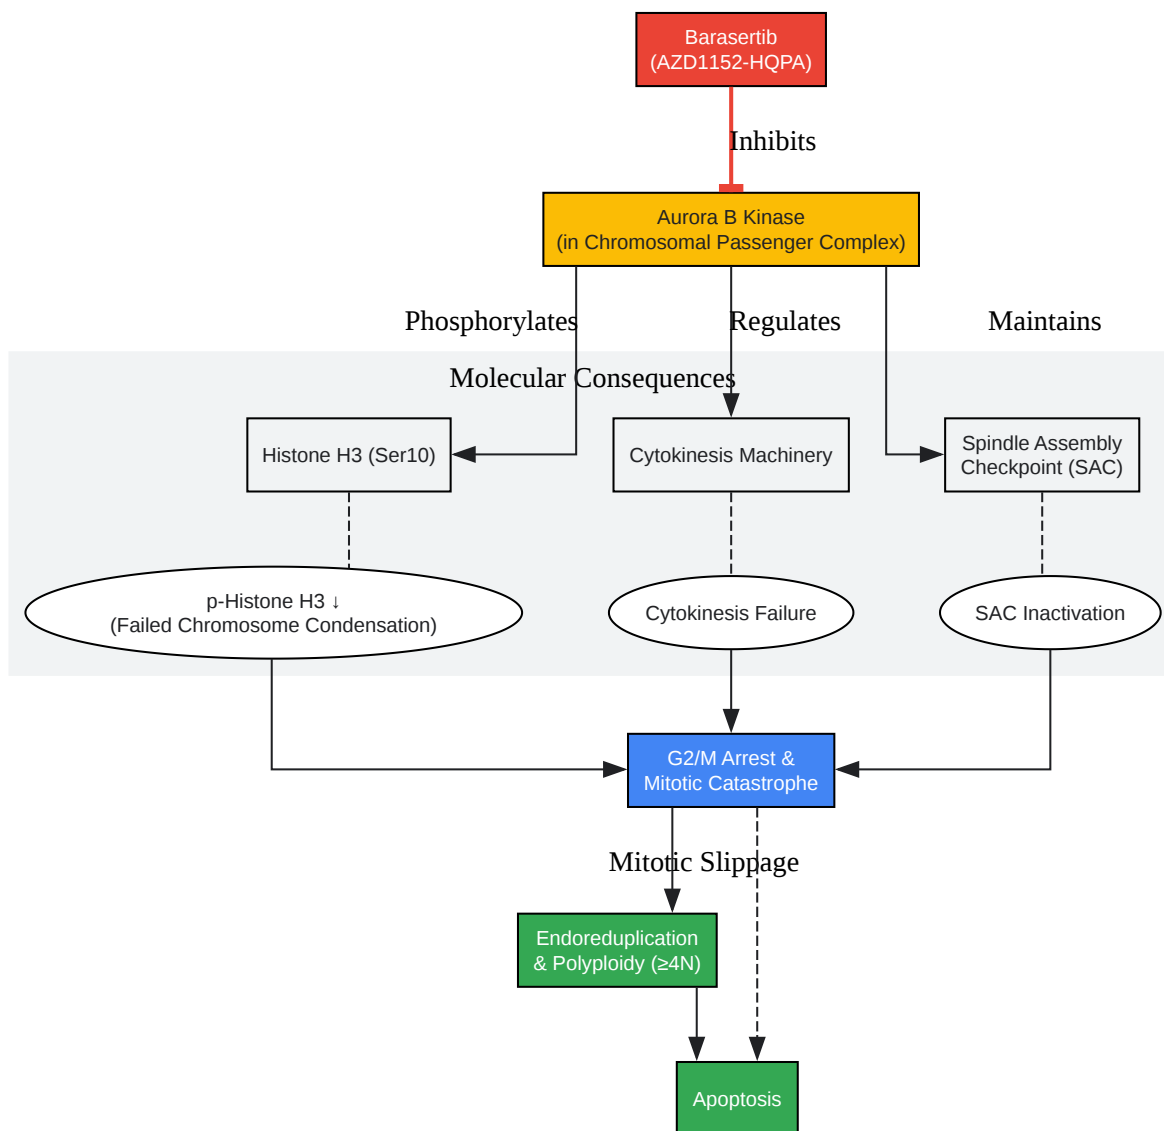 Barasertib
(AZD1152-HQPA)
Inhibits
Aurora B Kinase
(in Chromosomal Passenger Complex)
Phosphorylates
Regulates
Maintains
Molecular Consequences
Histone H3 (Ser10)
Cytokinesis Machinery
Spindle Assembly
Checkpoint (SAC)
p-Histone H3 ↓
(Failed Chromosome Condensation)
Cytokinesis Failure
SAC Inactivation
G2/M Arrest &
Mitotic Catastrophe
Mitotic Slippage
Endoreduplication
& Polyploidy (≥4N)
Apoptosis